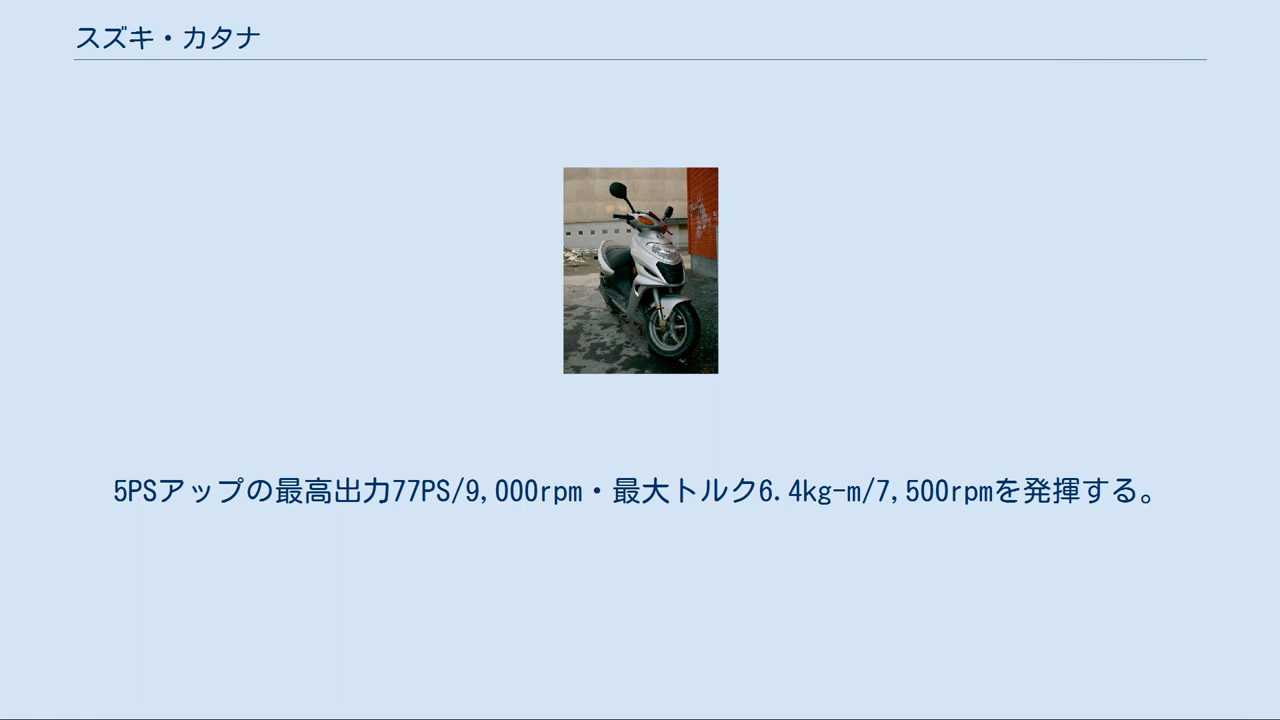 スズキ・カタナ
5PSアップの最高出力77PS/9,000rpm・最大トルク6.4kg-m/7,500rpmを発揮する。